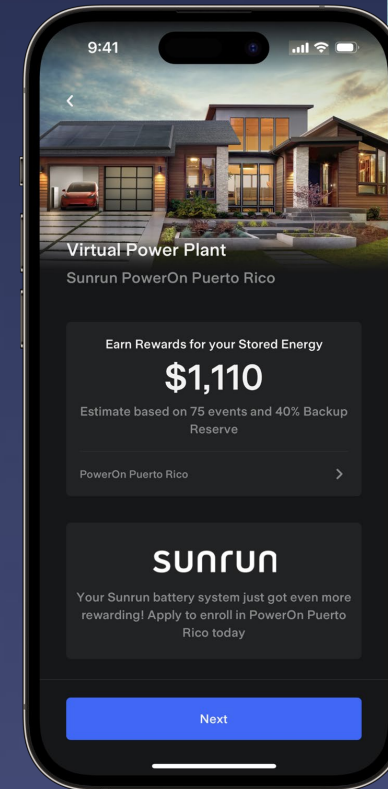 9:41
Virtual Power Plant
Sunrun PowerOn Puerto Rico
Earn Rewards for your Stored Energy
$1,110
Estimate based on 75 events and 40% Backup
Reserve
PowerOn Puerto Rico
sunrun
Your Sunrun battery system just got even more
rewarding! Apply to enroll in PowerOn Puerto
Rico today
Next